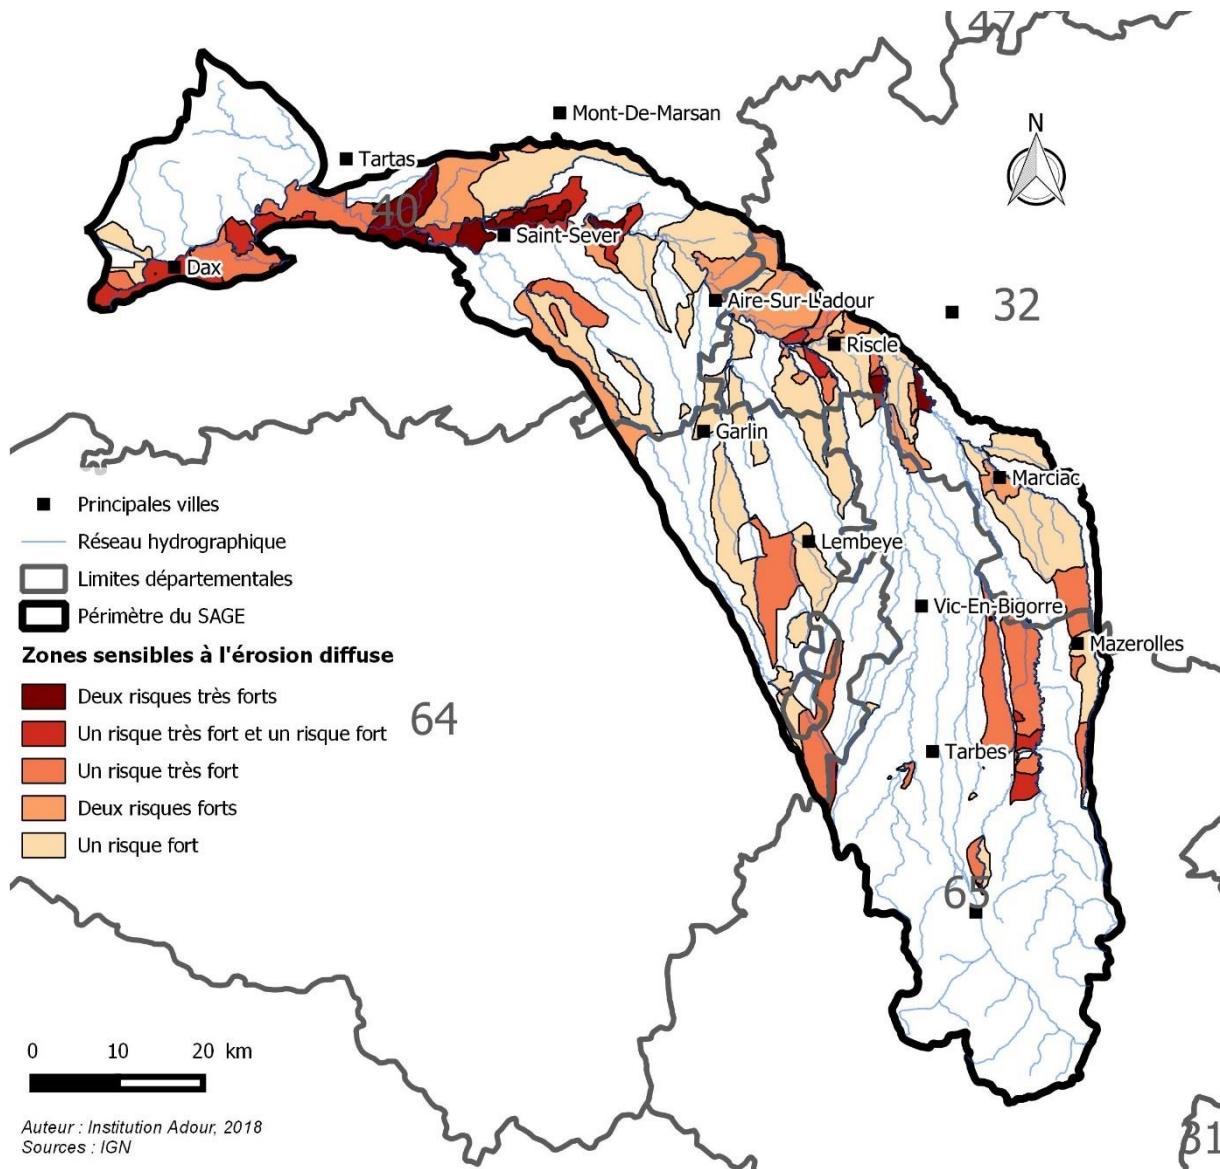 47
Mont-De-Marsan
N
Tartas
40
Saint-Sever
Dax
Aire-Sur-L'adour
32
Riscle
Garlin
Marciac
Principales villes
Réseau hydrographique
Lembeye
Limites départementales
Vic-En-Bigorre
Périmètre du SAGE
Mazerolles
Zones sensibles à l'érosion diffuse
Deux risques très forts
64
Un risque très fort et un risque fort
Tarbes
Un risque très fort
Deux risques forts
Un risque fort
65
0 10 20 km
Auteur : Institution Adour, 2018
Sources : IGN
31